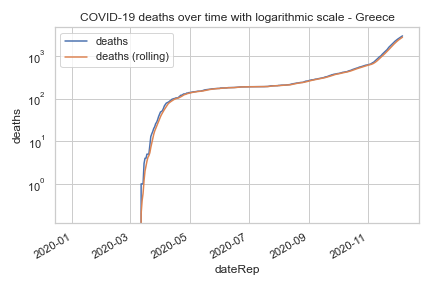 COVID-19 deaths over time with logarithmic scale - Greece
deaths
deaths (rolling)
10³
10²
10¹
10⁰
deaths
2020-01
2020-03
2020-05
2020-07
2020-09
2020-11
dateRep